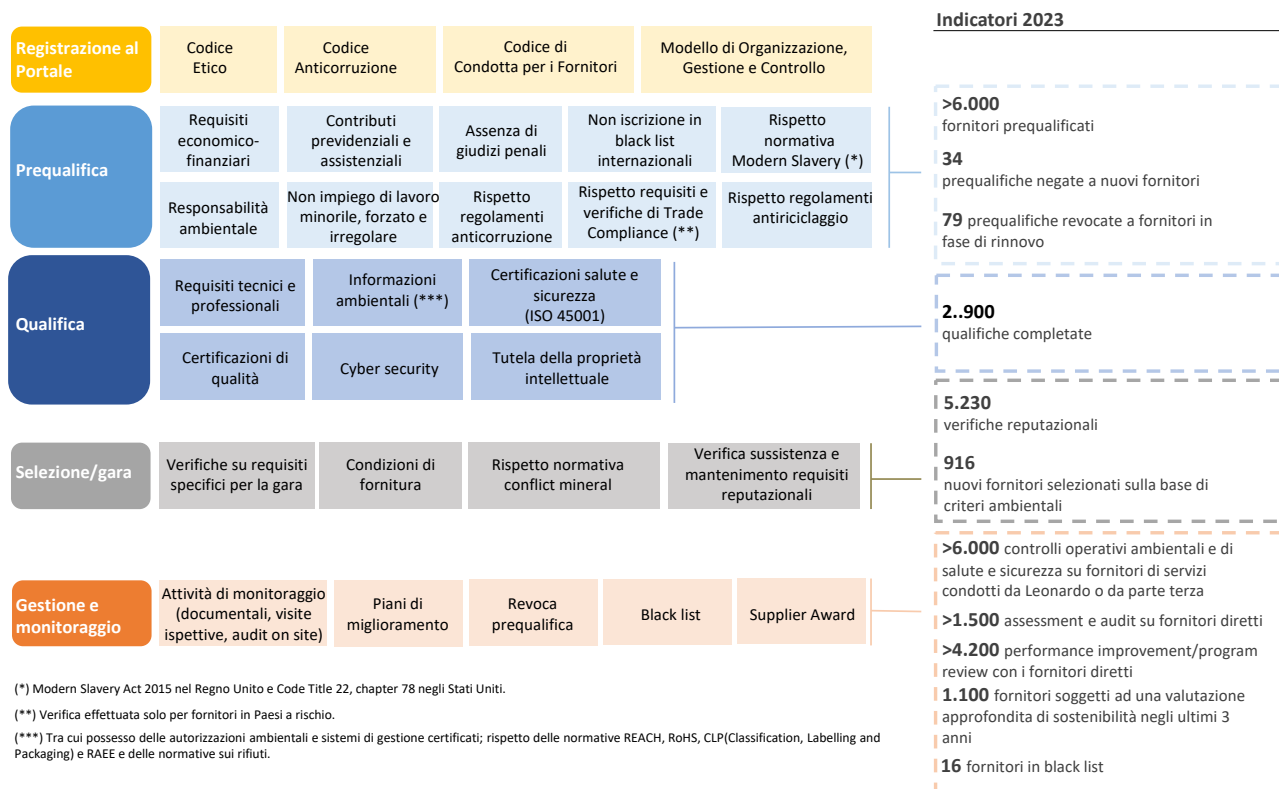 Indicatori 2023
Registrazione al
Portale
Codice
Etico
Codice
Anticorruzione
Codice di
Condotta per i Fornitori
Modello di Organizzazione,
Gestione e Controllo
Prequalifica
Requisiti
economico-
finanziari
Contributi
previdenziali e
assistenziali
Assenza di
giudizi penali
Non iscrizione in
black list
internazionali
Rispetto
normativa
Modern Slavery (*)
Responsabilità
ambientale
Non impiego di lavoro
minorile, forzato e
irregolare
Rispetto
regolamenti
anticorruzione
Rispetto requisiti e
verifiche di Trade
Compliance (**)
Rispetto regolamenti
antiriciclaggio
>6.000
fornitori prequalificati
34
prequalifiche negate a nuovi fornitori
79 prequalifiche revocate a fornitori in
fase di rinnovo
Qualifica
Requisiti tecnici e
professionali
Informazioni
ambientali (***)
Certificazioni salute e
sicurezza
(ISO 45001)
Certificazioni di
qualità
Cyber security
Tutela della proprietà
intellettuale
2..900
qualifiche completate
Selezione/gara
Verifiche su requisiti
specifici per la gara
Condizioni di
fornitura
Rispetto normativa
conflict mineral
Verifica sussistenza e
mantenimento requisiti
reputazionali
5.230
verifiche reputazionali
916
nuovi fornitori selezionati sulla base di
criteri ambientali
Gestione e
monitoraggio
Attività di monitoraggio
(documentali, visite
ispettive, audit on site)
Piani di
miglioramento
Revoca
prequalifica
Black list
Supplier Award
>6.000 controlli operativi ambientali e di
salute e sicurezza su fornitori di servizi
condotti da Leonardo o da parte terza
>1.500 assessment e audit su fornitori diretti
>4.200 performance improvement/program
review con i fornitori diretti
1.100 fornitori soggetti ad una valutazione
approfondita di sostenibilità negli ultimi 3
anni
16 fornitori in black list
(*) Modern Slavery Act 2015 nel Regno Unito e Code Title 22, chapter 78 negli Stati Uniti.
(**) Verifica effettuata solo per fornitori in Paesi a rischio.
(***) Tra cui possesso delle autorizzazioni ambientali e sistemi di gestione certificati; rispetto delle normative REACH, RoHS, CLP(Classification, Labelling and
Packaging) e RAEE e delle normative sui rifiuti.